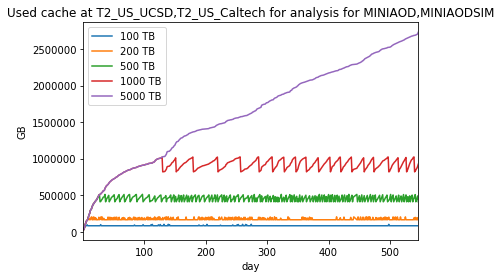 Used cache at T2_US_UCSD,T2_US_Caltech for analysis for MINIAOD,MINIAODSIM
100 TB
200 TB
500 TB
1000 TB
5000 TB
GB
2500000
2000000
1500000
1000000
500000
0
100
200
300
400
500
day